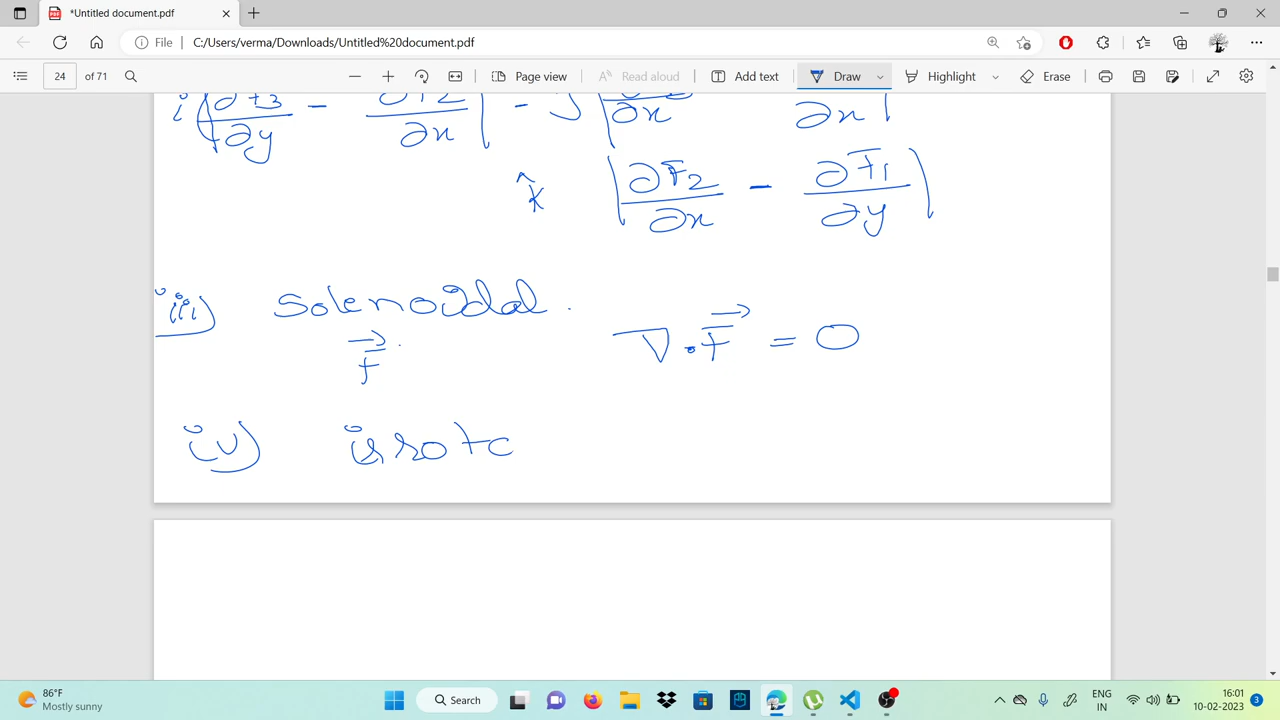 *Untitled document.pdf
File C:/Users/verma/Downloads/Untitled%20document.pdf
24 of 71 Page view Read aloud Add text Draw Highlight Erase
∂y ∂x ∂x ∂x
k̂ | ∂F2/∂x - ∂F1/∂y |
iii) Solenoidal.
∇.F = 0
f
iv) irrotc
86°F
Mostly sunny
Search
ENG
IN
16:01
10-02-2023
3